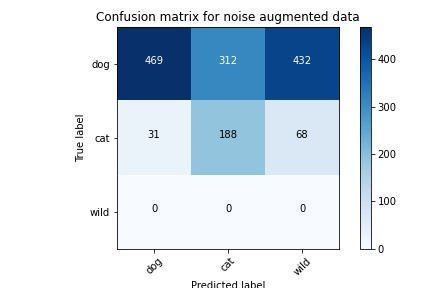 Confusion matrix for noise augmented data
dog
469
312
432
cat
31
188
68
wild
0
0
0
True label
dog
cat
wild
Predicted label
400
300
200
100
0